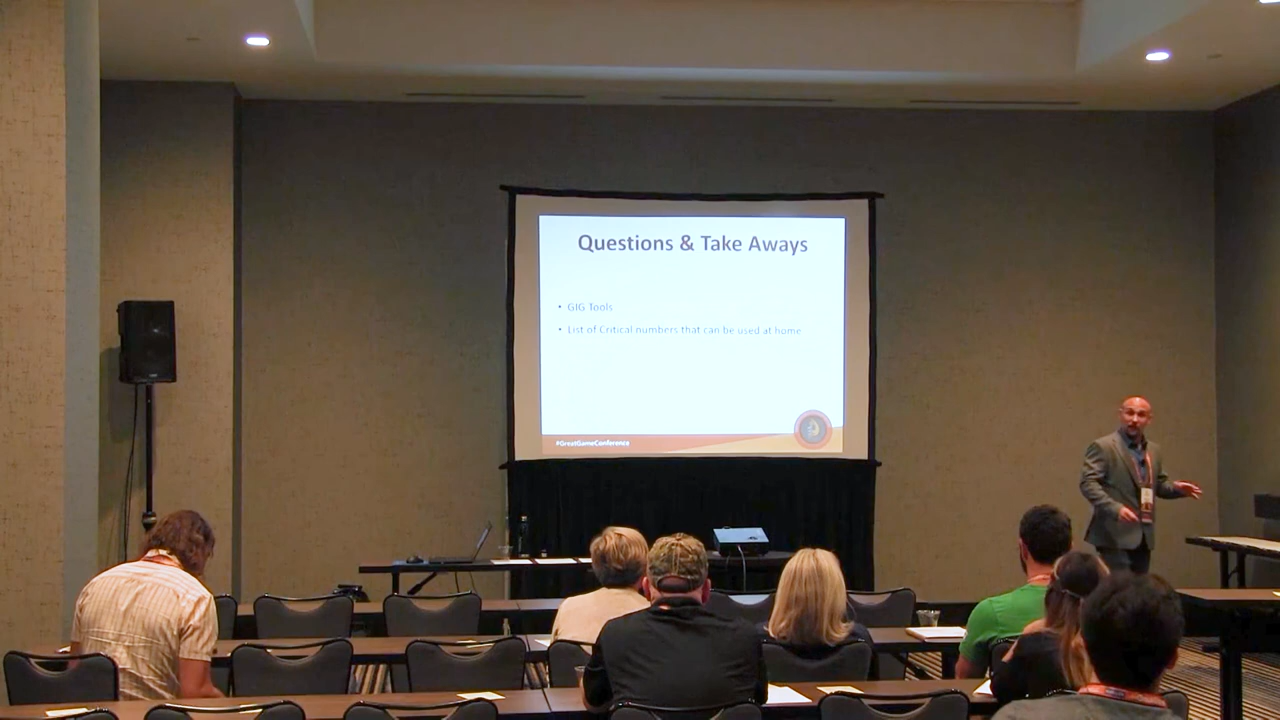 Questions & Take Aways
• GIG Tools
• List of Critical numbers that can be used at home
#GreatGameConference